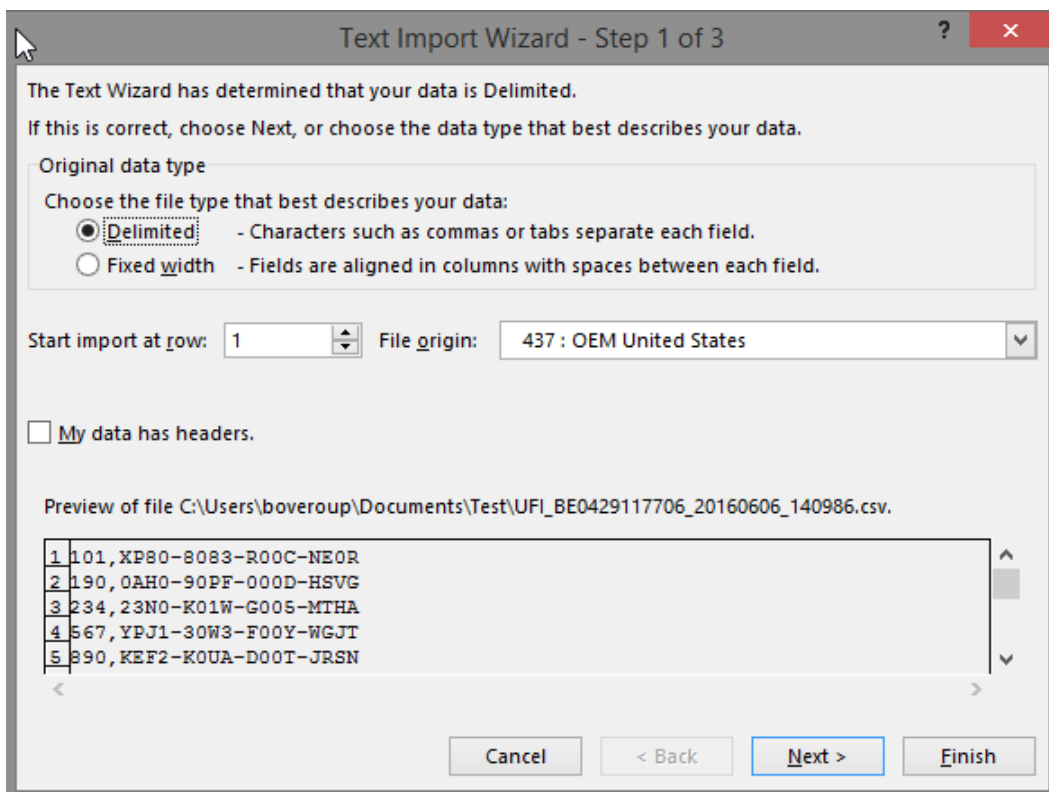 Text Import Wizard - Step 1 of 3
?
×
The Text Wizard has determined that your data is Delimited.
If this is correct, choose Next, or choose the data type that best describes your data.
Original data type
Choose the file type that best describes your data:
Delimited - Characters such as commas or tabs separate each field.
Fixed width - Fields are aligned in columns with spaces between each field.
Start import at row: 1 File origin: 437 : OEM United States
My data has headers.
Preview of file C:\Users\boveroup\Documents\Test\UFI_BE0429117706_20160606_140986.csv.
1 101,XP80-8083-R00C-NE0R
2 190,0AH0-90PF-000D-HSVG
3 234,23N0-K01W-G005-MTHA
4 567,YPJ1-30W3-F00Y-WGJT
5 890,KEF2-K0UA-D00T-JRSN
Cancel < Back Next > Finish